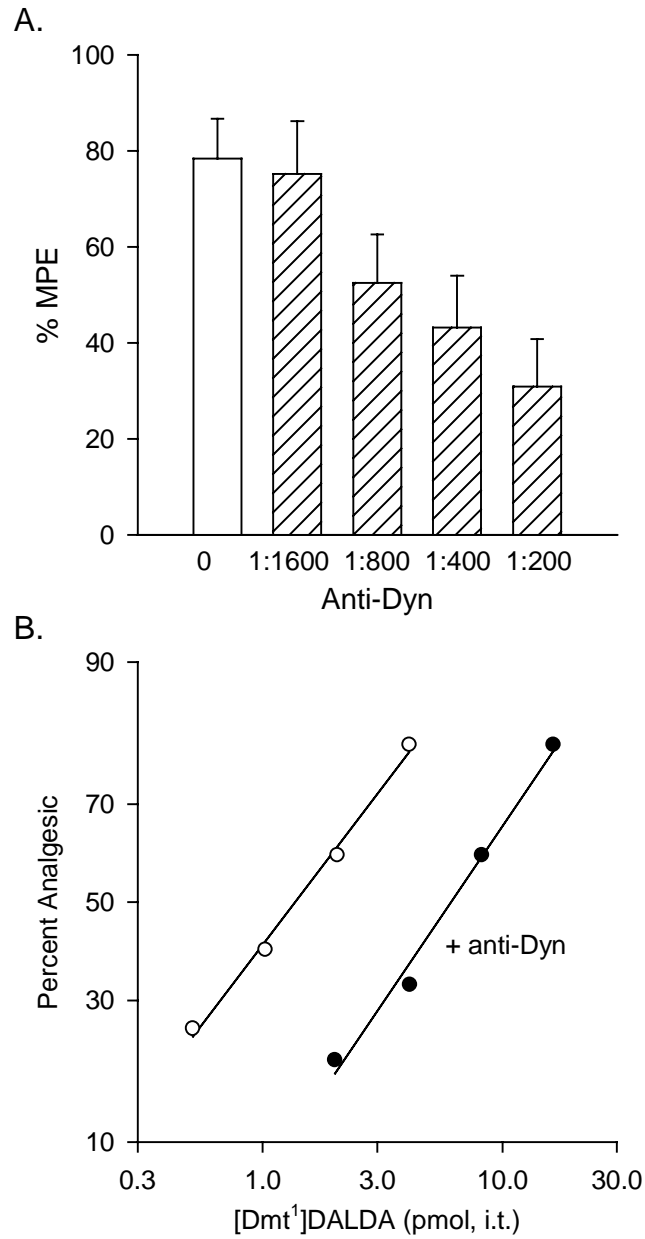 A.
100
80
60
40
20
0
% MPE
0 1:1600 1:800 1:400 1:200
Anti-Dyn
B.
90
70
50
30
10
Percent Analgesic
+ anti-Dyn
0.3 1.0 3.0 10.0 30.0
[Dmt¹]DALDA (pmol, i.t.)